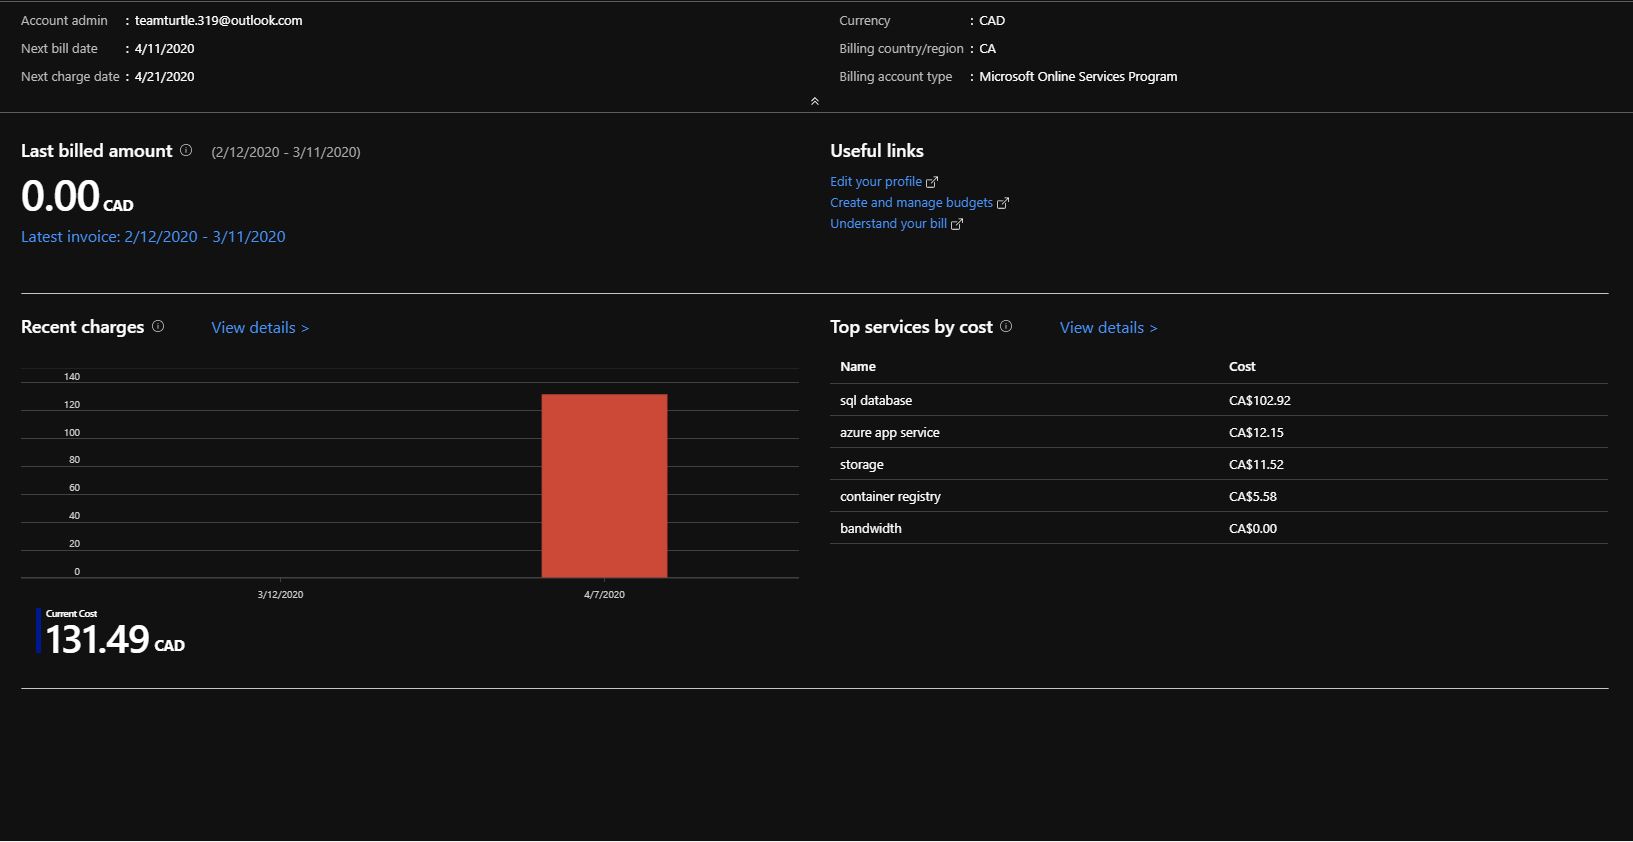 Account admin : teamturtle.319@outlook.com
Next bill date : 4/11/2020
Next charge date : 4/21/2020
Currency : CAD
Billing country/region : CA
Billing account type : Microsoft Online Services Program
Last billed amount (2/12/2020 - 3/11/2020)
0.00 CAD
Latest invoice: 2/12/2020 - 3/11/2020
Useful links
Edit your profile
Create and manage budgets
Understand your bill
Recent charges View details >
140
120
100
80
60
40
20
0
3/12/2020 4/7/2020
Current Cost
131.49 CAD
Top services by cost View details >
Name Cost
sql database CA$102.92
azure app service CA$12.15
storage CA$11.52
container registry CA$5.58
bandwidth CA$0.00